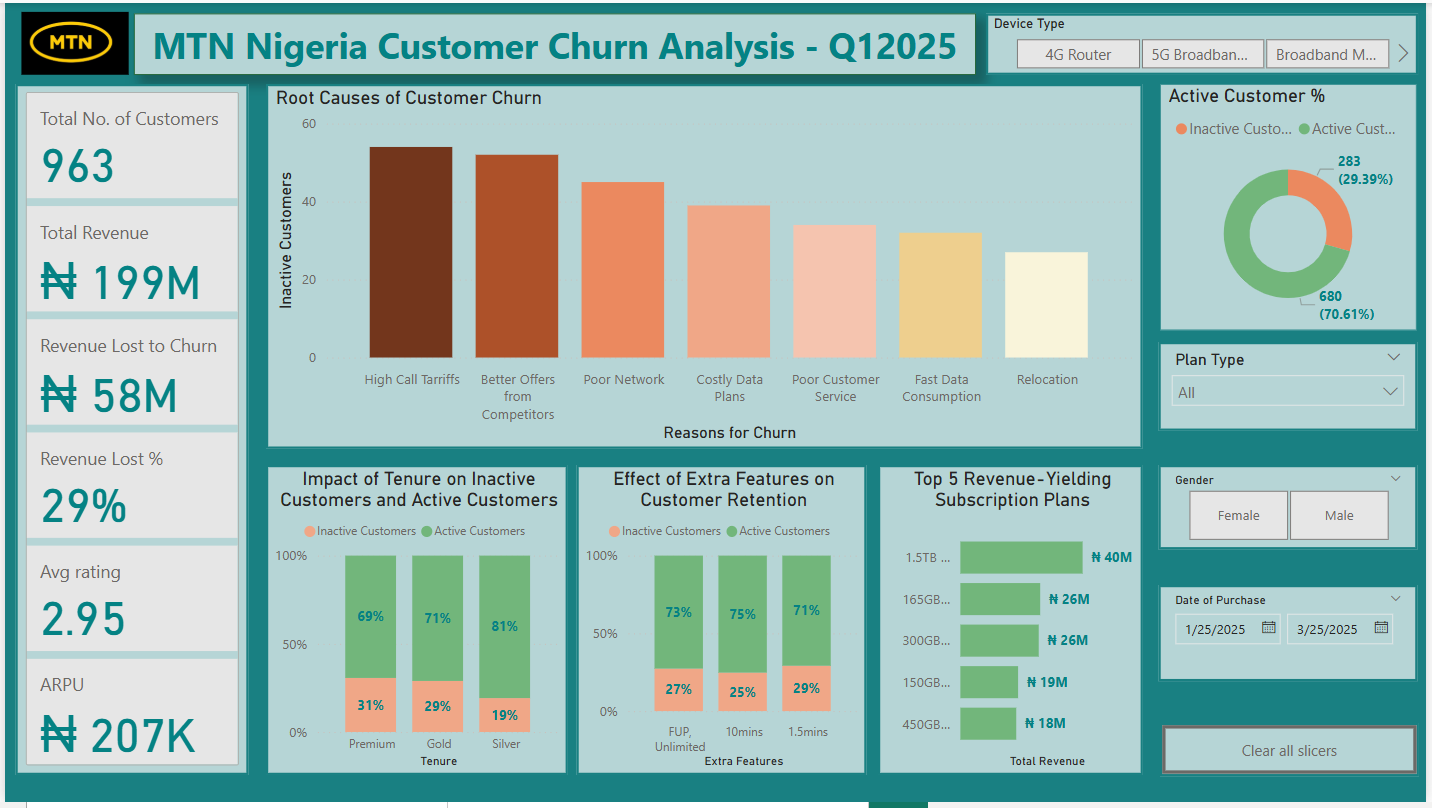 MTN
MTN Nigeria Customer Churn Analysis - Q12025
Device Type
4G Router
5G Broadban...
Broadband M...
Total No. of Customers
963
Total Revenue
₦ 199M
Revenue Lost to Churn
₦ 58M
Revenue Lost %
29%
Avg rating
2.95
ARPU
₦ 207K
Root Causes of Customer Churn
Inactive Customers
60
40
20
0
High Call Tarriffs
Better Offers
from
Competitors
Poor Network
Costly Data
Plans
Poor Customer
Service
Fast Data
Consumption
Relocation
Reasons for Churn
Active Customer %
Inactive Custo...
Active Cust...
283
(29.39%)
680
(70.61%)
Plan Type
All
Impact of Tenure on Inactive
Customers and Active Customers
Inactive Customers
Active Customers
100%
50%
0%
69%
71%
81%
31%
29%
19%
Premium
Gold
Silver
Tenure
Effect of Extra Features on
Customer Retention
Inactive Customers
Active Customers
100%
50%
0%
73%
75%
71%
27%
25%
29%
FUP,
Unlimited
10mins
1.5mins
Extra Features
Top 5 Revenue-Yielding
Subscription Plans
1.5TB ...
₦ 40M
165GB...
₦ 26M
300GB...
₦ 26M
150GB...
₦ 19M
450GB...
₦ 18M
Total Revenue
Gender
Female
Male
Date of Purchase
1/25/2025
3/25/2025
Clear all slicers